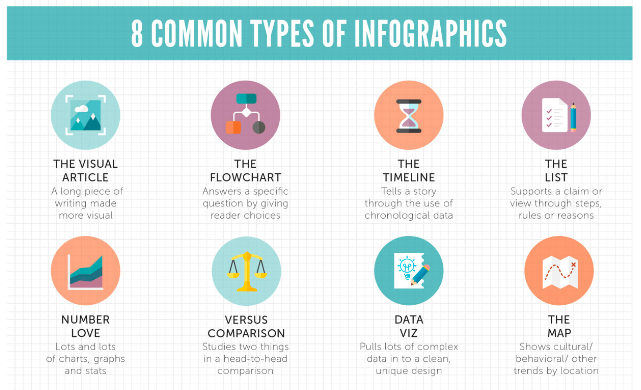 8 COMMON TYPES OF INFOGRAPHICS
THE VISUAL
ARTICLE
A long piece of
writing made
more visual
THE
FLOWCHART
Answers a specific
question by giving
reader choices
THE
TIMELINE
Tells a story
through the use of
chronological data
THE
LIST
Supports a claim or
view through steps,
rules or reasons
NUMBER
LOVE
Lots and lots
of charts, graphs
and stats
VERSUS
COMPARISON
Studies two things
in a head-to-head
comparison
DATA
VIZ
Pulls lots of complex
data in to a clean,
unique design
THE
MAP
Shows cultural/
behavioral/ other
trends by location